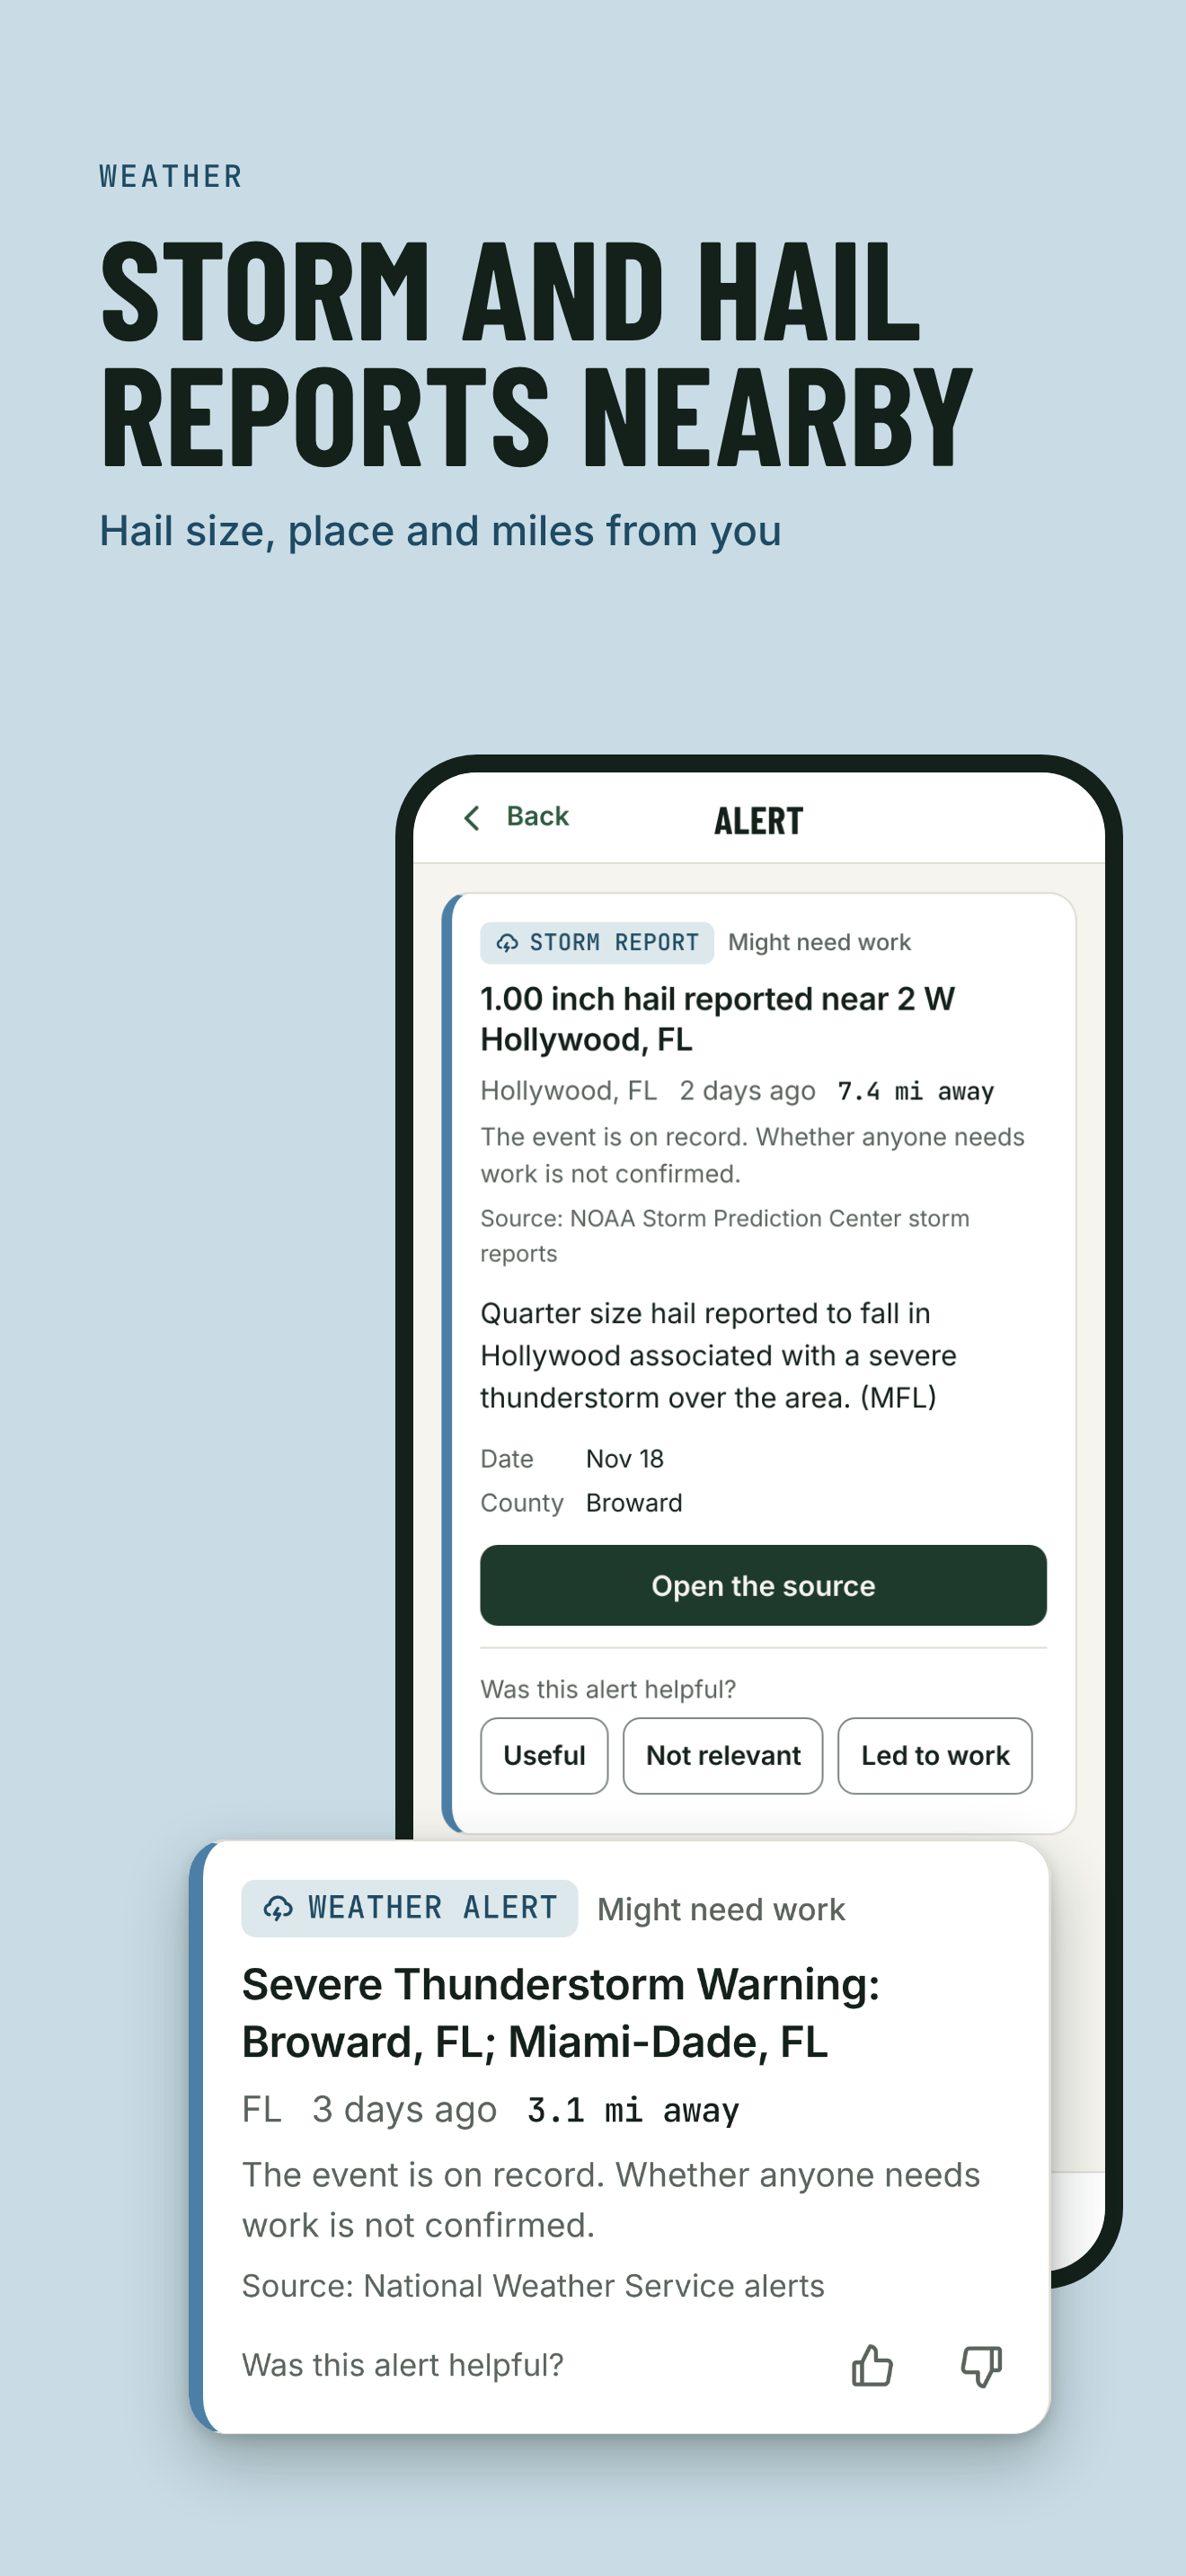 WEATHER
STORM AND HAIL
REPORTS NEARBY
Hail size, place and miles from you
Back
ALERT
STORM REPORT Might need work
1.00 inch hail reported near 2 W
Hollywood, FL
Hollywood, FL 2 days ago 7.4 mi away
The event is on record. Whether anyone needs
work is not confirmed.
Source: NOAA Storm Prediction Center storm
reports
Quarter size hail reported to fall in
Hollywood associated with a severe
thunderstorm over the area. (MFL)
Date Nov 18
County Broward
Open the source
Was this alert helpful?
Useful Not relevant Led to work
WEATHER ALERT Might need work
Severe Thunderstorm Warning:
Broward, FL; Miami-Dade, FL
FL 3 days ago 3.1 mi away
The event is on record. Whether anyone needs
work is not confirmed.
Source: National Weather Service alerts
Was this alert helpful?